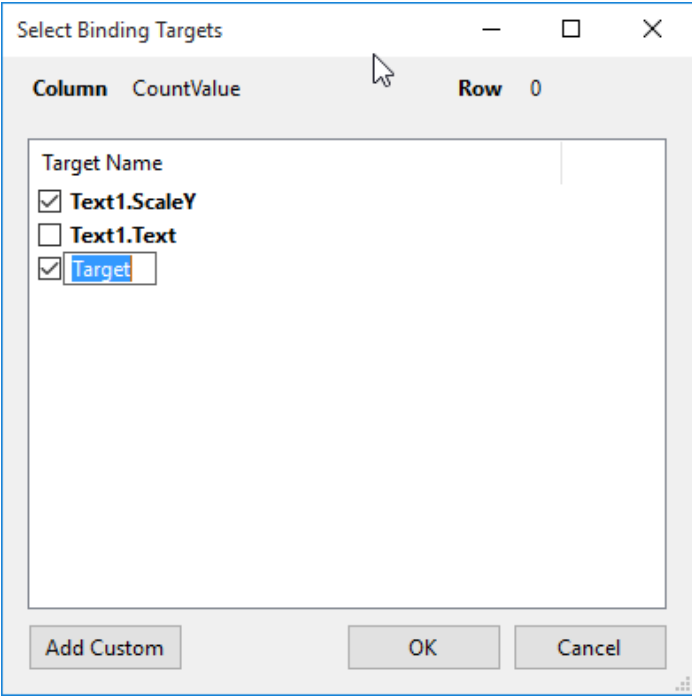 Select Binding Targets
Column CountValue Row 0
Target Name
Text1.ScaleY
Text1.Text
Target
Add Custom OK Cancel